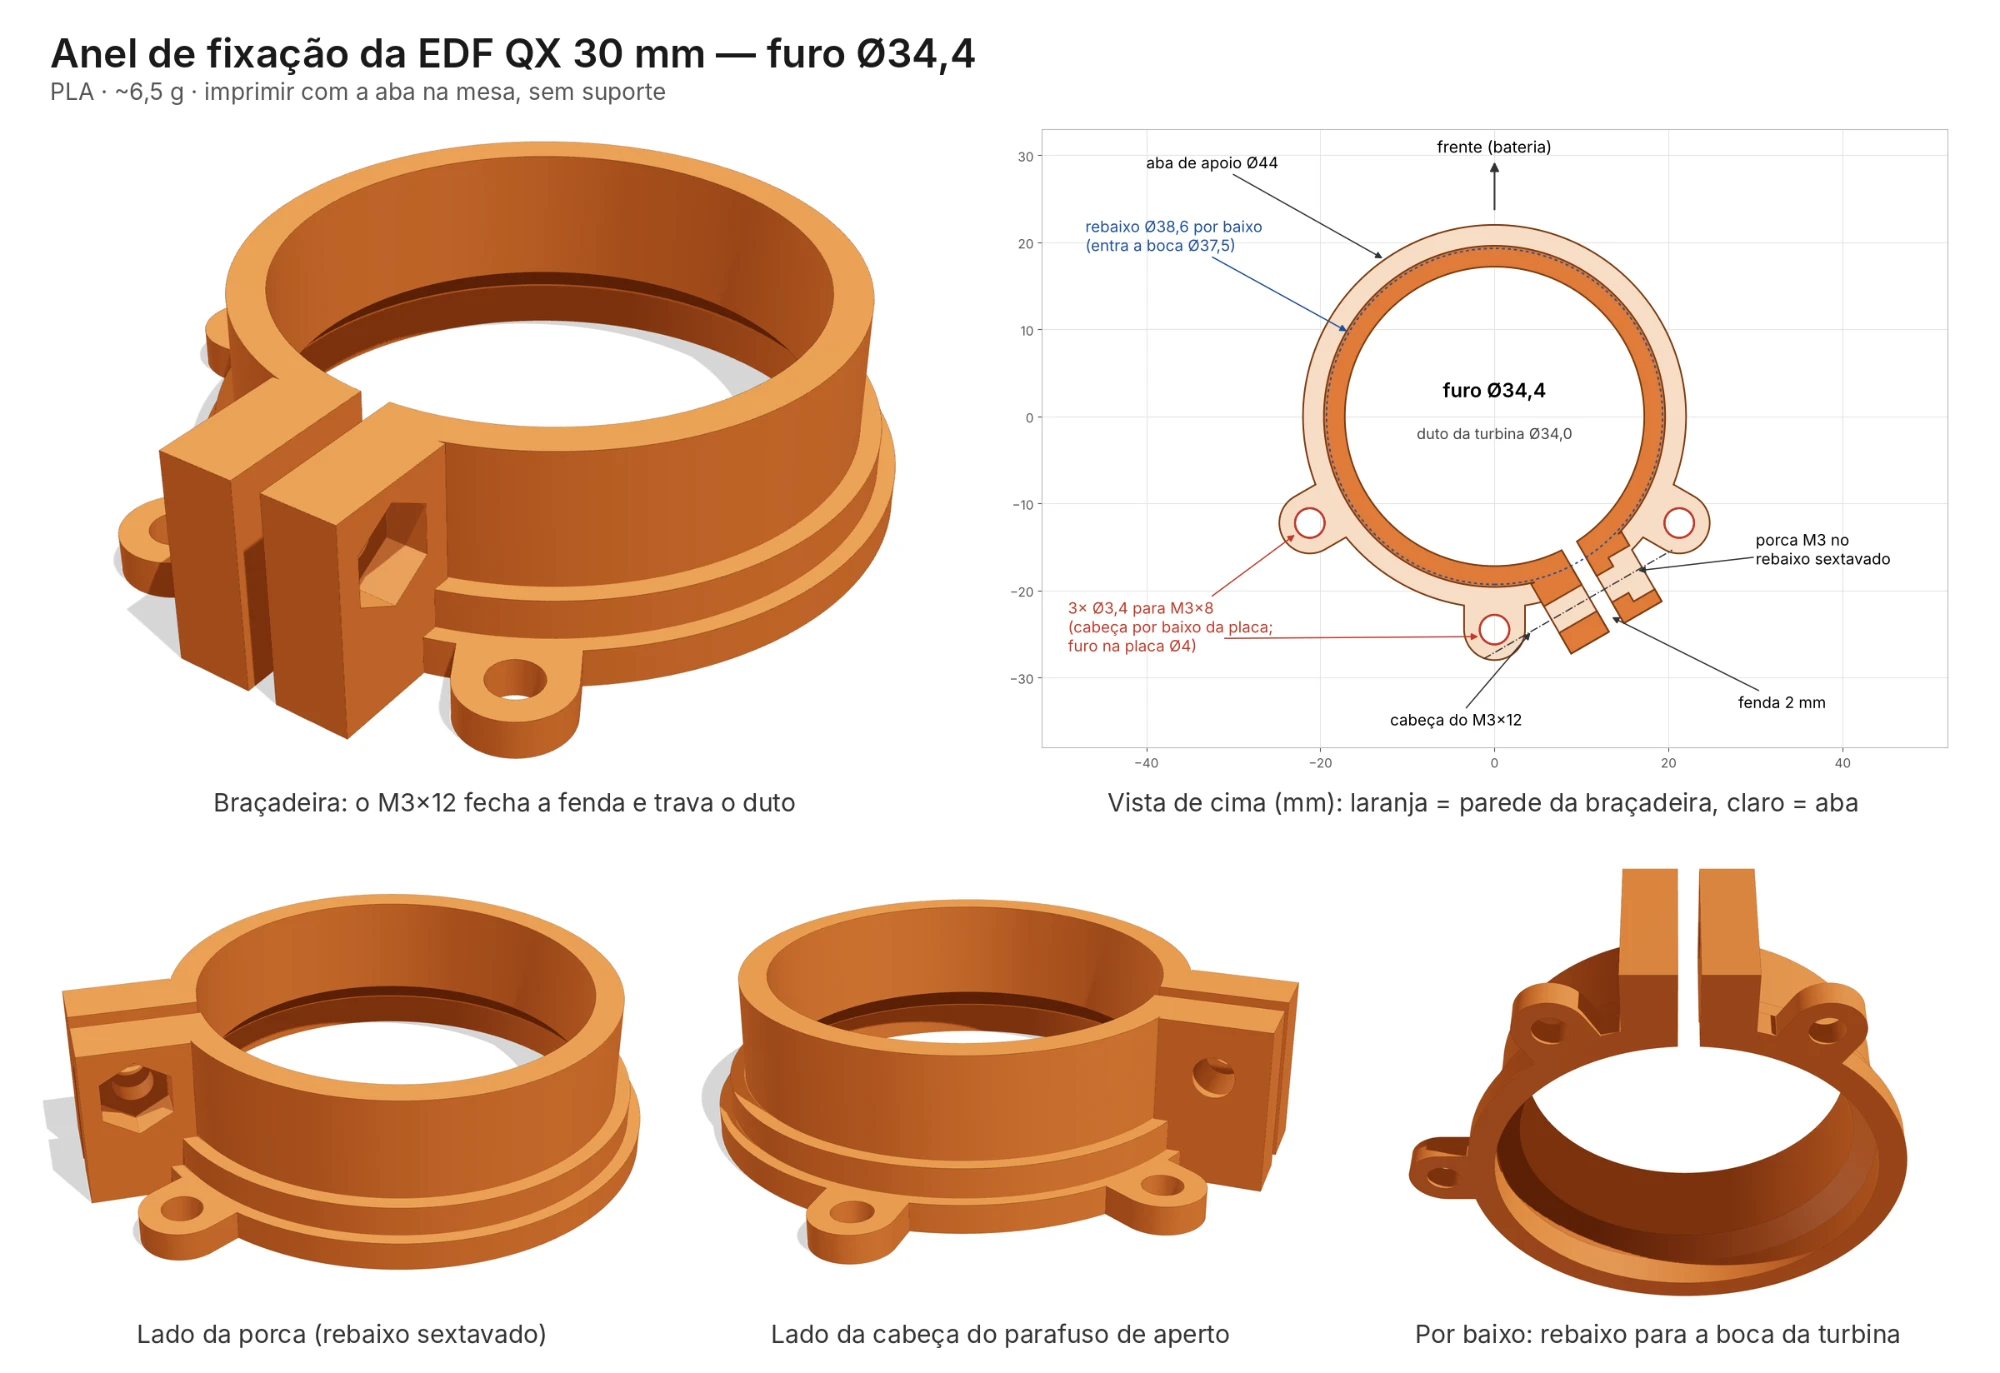 Anel de fixação da EDF QX 30 mm — furo Ø34,4
PLA · ~6,5 g · imprimir com a aba na mesa, sem suporte
30
20
10
0
−10
−20
−30
−40
−20
0
20
40
frente (bateria)
aba de apoio Ø44
rebaixo Ø38,6 por baixo
(entra a boca Ø37,5)
furo Ø34,4
duto da turbina Ø34,0
porca M3 no
rebaixo sextavado
3× Ø3,4 para M3×8
(cabeça por baixo da placa;
furo na placa Ø4)
fenda 2 mm
cabeça do M3×12
Braçadeira: o M3×12 fecha a fenda e trava o duto
Vista de cima (mm): laranja = parede da braçadeira, claro = aba
Lado da porca (rebaixo sextavado)
Lado da cabeça do parafuso de aperto
Por baixo: rebaixo para a boca da turbina